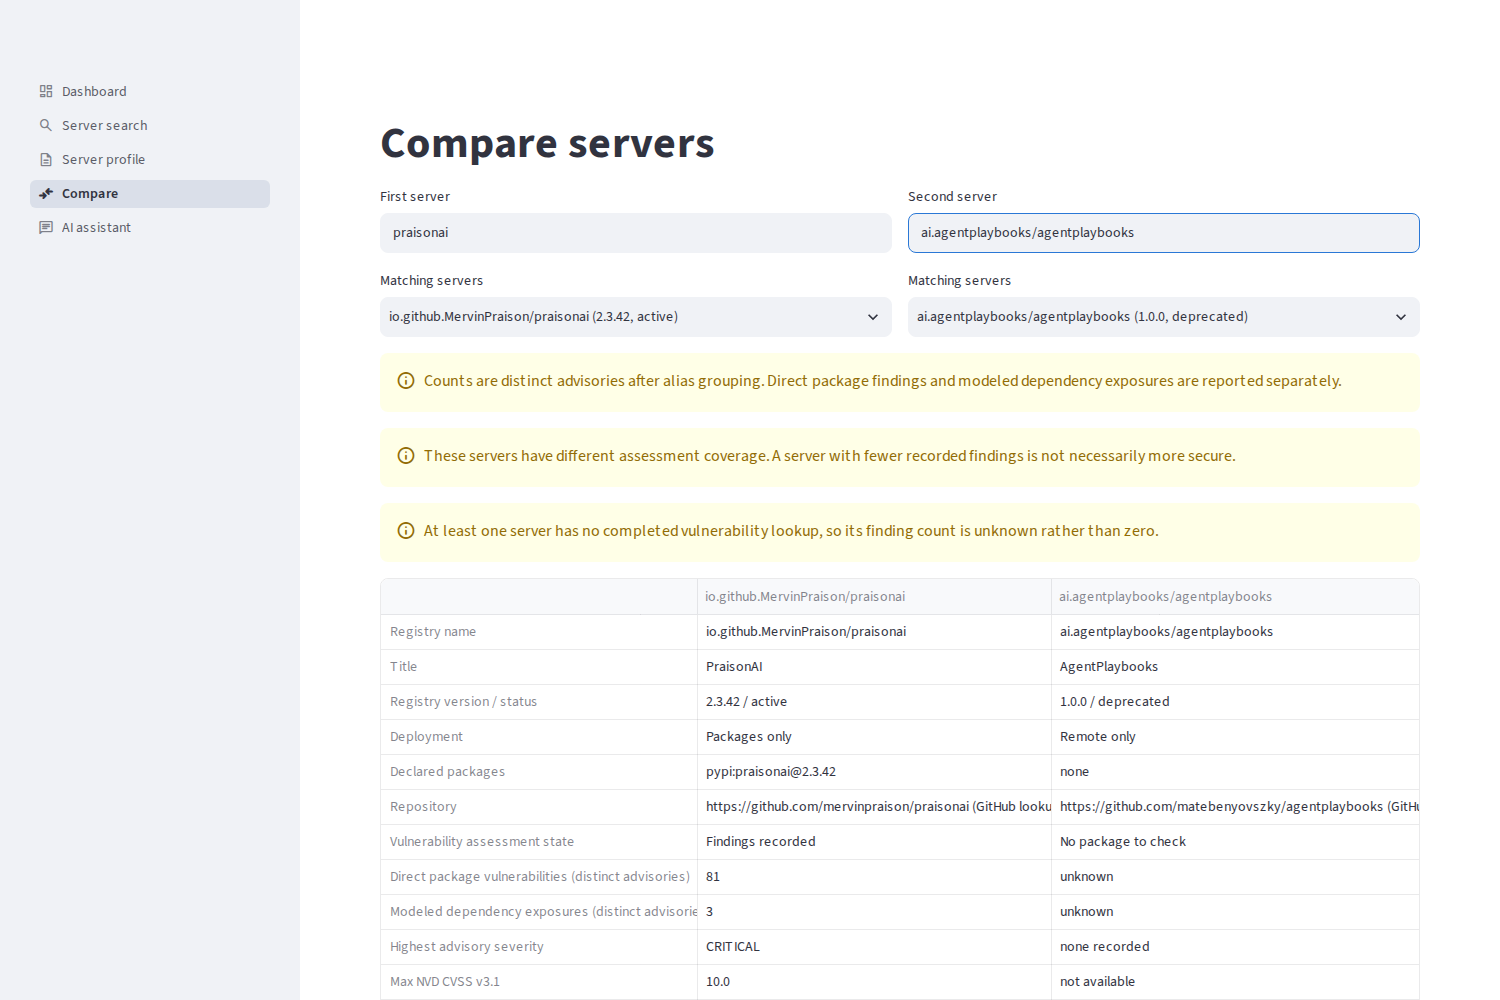 Dashboard
Server search
Server profile
Compare
AI assistant
Compare servers
First server
Second server
praisonai
ai.agentplaybooks/agentplaybooks
Matching servers
Matching servers
io.github.MervinPraison/praisonai (2.3.42, active)
ai.agentplaybooks/agentplaybooks (1.0.0, deprecated)
Counts are distinct advisories after alias grouping. Direct package findings and modeled dependency exposures are reported separately.
These servers have different assessment coverage. A server with fewer recorded findings is not necessarily more secure.
At least one server has no completed vulnerability lookup, so its finding count is unknown rather than zero.
io.github.MervinPraison/praisonai
ai.agentplaybooks/agentplaybooks
Registry name
io.github.MervinPraison/praisonai
ai.agentplaybooks/agentplaybooks
Title
PraisonAI
AgentPlaybooks
Registry version / status
2.3.42 / active
1.0.0 / deprecated
Deployment
Packages only
Remote only
Declared packages
pypi:praisonai@2.3.42
none
Repository
https://github.com/mervinpraison/praisonai (GitHub looku
https://github.com/matebenyovszky/agentplaybooks (GitHu
Vulnerability assessment state
Findings recorded
No package to check
Direct package vulnerabilities (distinct advisories)
81
unknown
Modeled dependency exposures (distinct advisorie
3
unknown
Highest advisory severity
CRITICAL
none recorded
Max NVD CVSS v3.1
10.0
not available